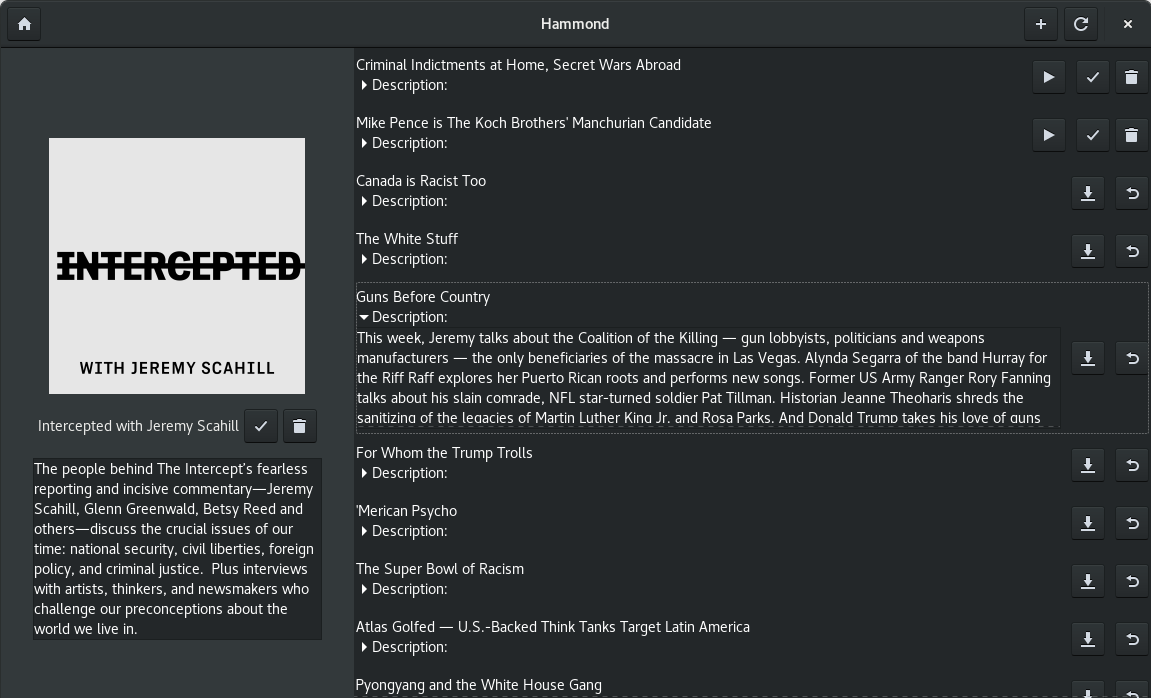 Hammond
INTERCEPTED
WITH JEREMY SCAHILL
Intercepted with Jeremy Scahill
The people behind The Intercept's fearless
reporting and incisive commentary—Jeremy
Scahill, Glenn Greenwald, Betsy Reed and
others—discuss the crucial issues of our
time: national security, civil liberties, foreign
policy, and criminal justice.  Plus interviews
with artists, thinkers, and newsmakers who
challenge our preconceptions about the
world we live in.
Criminal Indictments at Home, Secret Wars Abroad
Description:
Mike Pence is The Koch Brothers' Manchurian Candidate
Description:
Canada is Racist Too
Description:
The White Stuff
Description:
Guns Before Country
Description:
This week, Jeremy talks about the Coalition of the Killing — gun lobbyists, politicians and weapons
manufacturers — the only beneficiaries of the massacre in Las Vegas. Alynda Segarra of the band Hurray for
the Riff Raff explores her Puerto Rican roots and performs new songs. Former US Army Ranger Rory Fanning
talks about his slain comrade, NFL star-turned soldier Pat Tillman. Historian Jeanne Theoharis shreds the
sanitizing of the legacies of Martin Luther King Jr. and Rosa Parks. And Donald Trump takes his love of guns
For Whom the Trump Trolls
Description:
'Merican Psycho
Description:
The Super Bowl of Racism
Description:
Atlas Golfed — U.S.-Backed Think Tanks Target Latin America
Description:
Pyongyang and the White House Gang